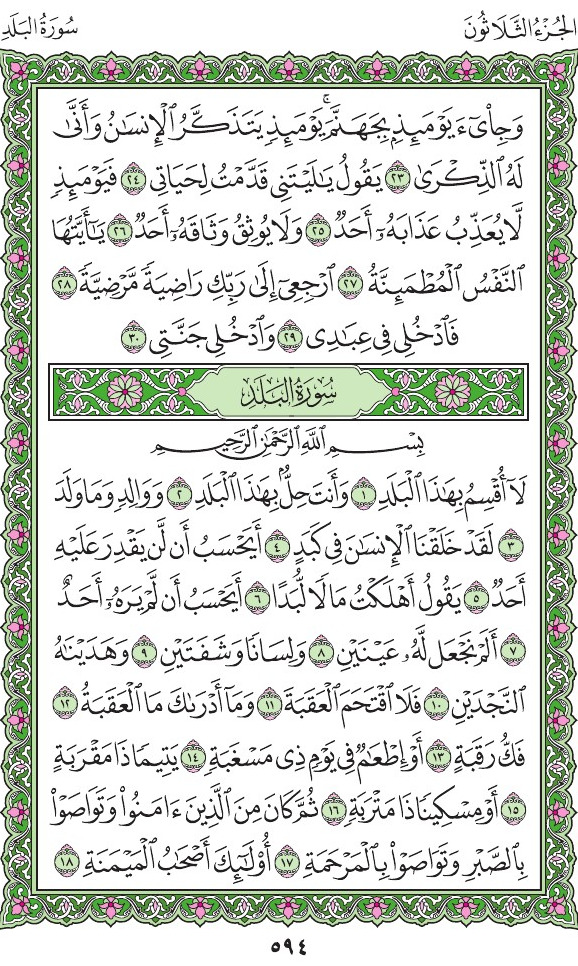 الجُزْءُ الثَّلَاثُونَ
سُورَةُ البَلَدِ
وَجِاْيٓءَ يَوْمَئِذِۭ بِجَهَنَّمَۚ يَوْمَئِذٖ يَتَذَكَّرُ ٱلْإِنسَٰنُ وَأَنَّىٰ
لَهُ ٱلذِّكْرَىٰ ٢٣ يَقُولُ يَٰلَيْتَنِي قَدَّمْتُ لِحَيَاتِي ٢٤ فَيَوْمَئِذٖ
لَّا يُعَذِّبُ عَذَابَهُۥٓ أَحَدٞ ٢٥ وَلَا يُوثِقُ وَثَاقَهُۥٓ أَحَدٞ ٢٦ يَٰٓأَيَّتُهَا
ٱلنَّفْسُ ٱلْمُطْمَئِنَّةُ ٢٧ ٱرْجِعِيٓ إِلَىٰ رَبِّكِ رَاضِيَةٗ مَّرْضِيَّةٗ ٢٨
فَٱدْخُلِي فِي عِبَٰدِي ٢٩ وَٱدْخُلِي جَنَّتِي ٣٠
سُورَةُ البَلَدِ
بِسْمِ ٱللَّهِ ٱلرَّحْمَٰنِ ٱلرَّحِيمِ
لَآ أُقْسِمُ بِهَٰذَا ٱلْبَلَدِ ١ وَأَنتَ حِلُّۢ بِهَٰذَا ٱلْبَلَدِ ٢ وَوَالِدٖ وَمَا وَلَدَ
٣ لَقَدْ خَلَقْنَا ٱلْإِنسَٰنَ فِي كَبَدٍ ٤ أَيَحْسَبُ أَن لَّن يَقْدِرَ عَلَيْهِ
أَحَدٞ ٥ يَقُولُ أَهْلَكْتُ مَالٗا لُّبَدًا ٦ أَيَحْسَبُ أَن لَّمْ يَرَهُۥٓ أَحَدٌ
٧ أَلَمْ نَجْعَل لَّهُۥ عَيْنَيْنِ ٨ وَلِسَانٗا وَشَفَتَيْنِ ٩ وَهَدَيْنَٰهُ
ٱلنَّجْدَيْنِ ١٠ فَلَا ٱقْتَحَمَ ٱلْعَقَبَةَ ١١ وَمَآ أَدْرَىٰكَ مَا ٱلْعَقَبَةُ ١٢
فَكُّ رَقَبَةٍ ١٣ أَوْ إِطْعَٰمٞ فِي يَوْمٖ ذِي مَسْغَبَةٖ ١٤ يَتِيمٗا ذَا مَقْرَبَةٍ
١٥ أَوْ مِسْكِينٗا ذَا مَتْرَبَةٖ ١٦ ثُمَّ كَانَ مِنَ ٱلَّذِينَ ءَامَنُواْ وَتَوَاصَوْاْ
بِٱلصَّبْرِ وَتَوَاصَوْاْ بِٱلْمَرْحَمَةِ ١٧ أُوْلَٰٓئِكَ أَصْحَٰبُ ٱلْمَيْمَنَةِ ١٨
٥٩٤